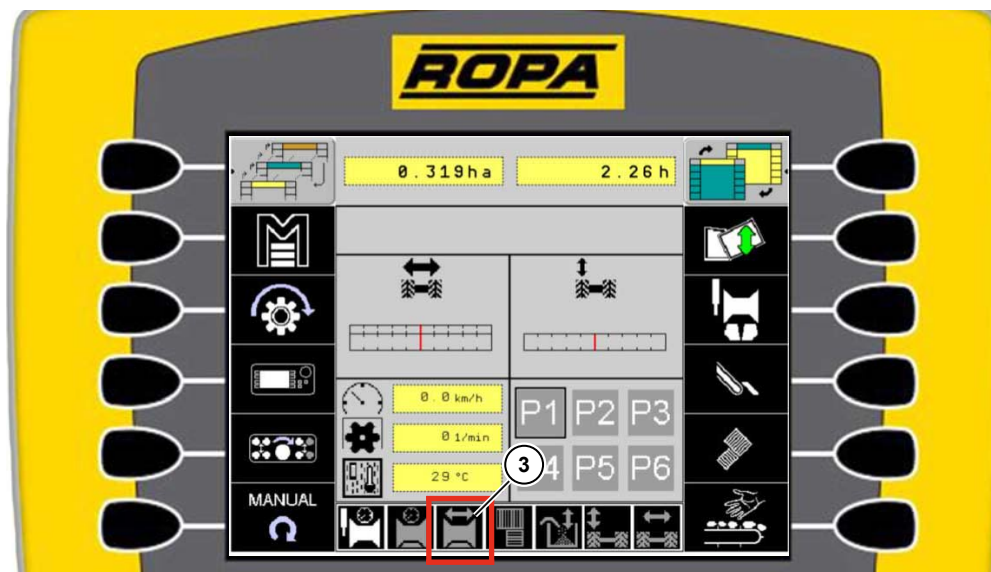 ROPA
0.319ha 2.26h
0.0 km/h
0 1/min
29 °C
P1 P2 P3
3
4 P5 P6
MANUAL